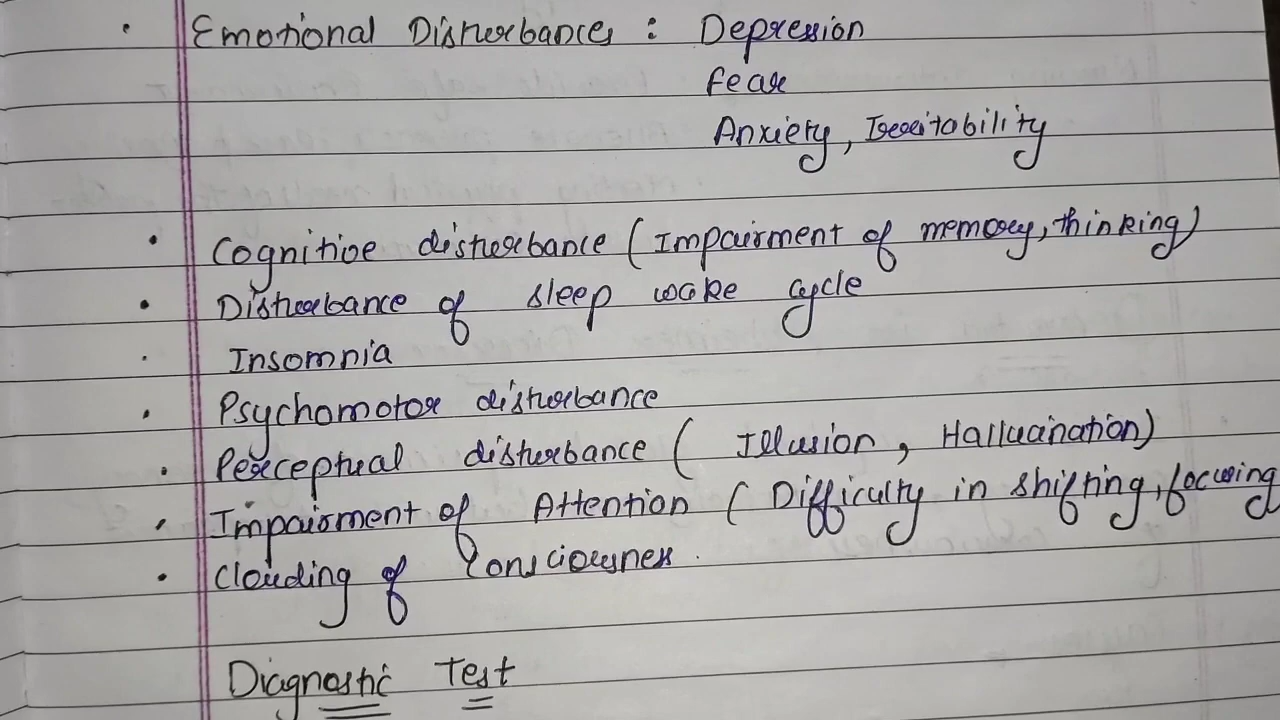 • Emotional Disturbances : Depression
fear
Anxiety, Irritability
• Cognitive disturbance (Impairment of memory, thinking)
• Disturbance of sleep wake cycle
• Insomnia
• Psychomotor disturbance
• Perceptual disturbance ( Illusion , Hallucination)
• Impairment of Attention ( Difficulty in shifting, focusing
• Clouding of Consciousness.
Diagnostic Test